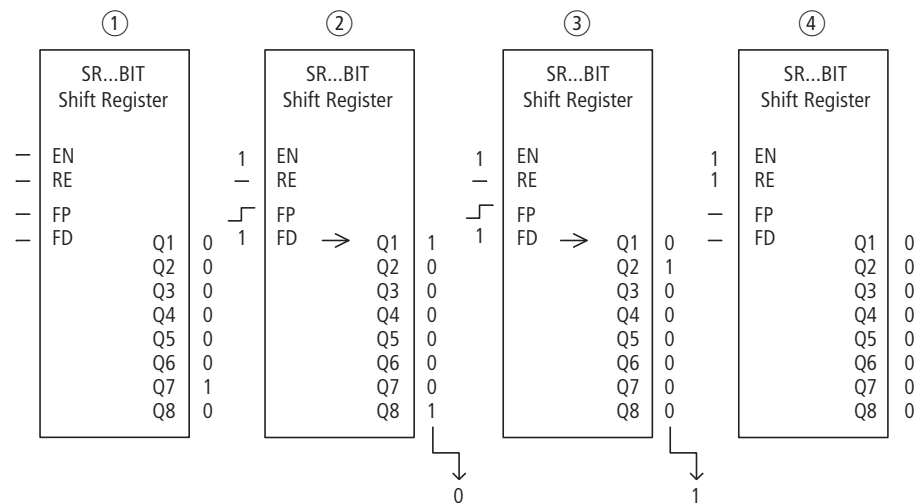 ①
SR...BIT
Shift Register
– EN
– RE
– FP
– FD Q1 0
Q2 0
Q3 0
Q4 0
Q5 0
Q6 0
Q7 1
Q8 0
②
SR...BIT
Shift Register
1 EN
– RE
FP
1 FD → Q1 1
Q2 0
Q3 0
Q4 0
Q5 0
Q6 0
Q7 0
Q8 1
0
③
SR...BIT
Shift Register
1 EN
– RE
FP
1 FD → Q1 0
Q2 1
Q3 0
Q4 0
Q5 0
Q6 0
Q7 0
Q8 0
1
④
SR...BIT
Shift Register
1 EN
1 RE
– FP
– FD Q1 0
Q2 0
Q3 0
Q4 0
Q5 0
Q6 0
Q7 0
Q8 0